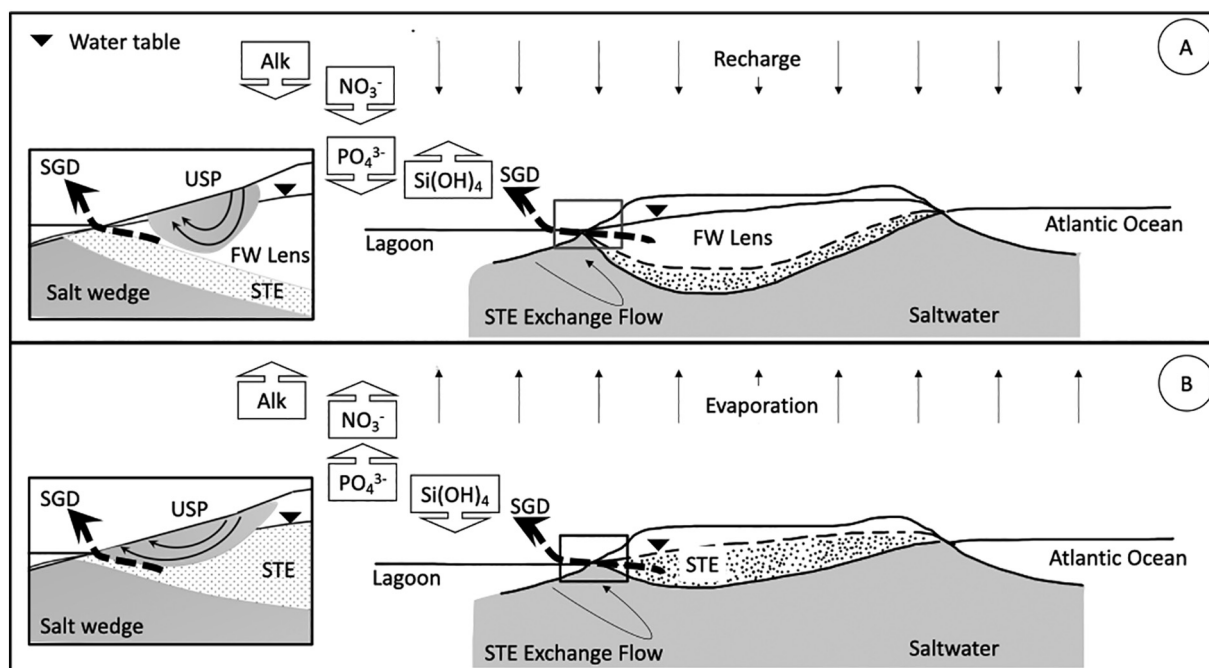 Water table
A
Alk
Recharge
NO₃⁻
PO₄³⁻
Si(OH)₄
SGD
USP
FW Lens
STE
Salt wedge
SGD
Lagoon
FW Lens
Atlantic Ocean
STE Exchange Flow
Saltwater
B
Alk
Evaporation
NO₃⁻
PO₄³⁻
Si(OH)₄
SGD
USP
STE
Salt wedge
SGD
Lagoon
STE
Atlantic Ocean
STE Exchange Flow
Saltwater